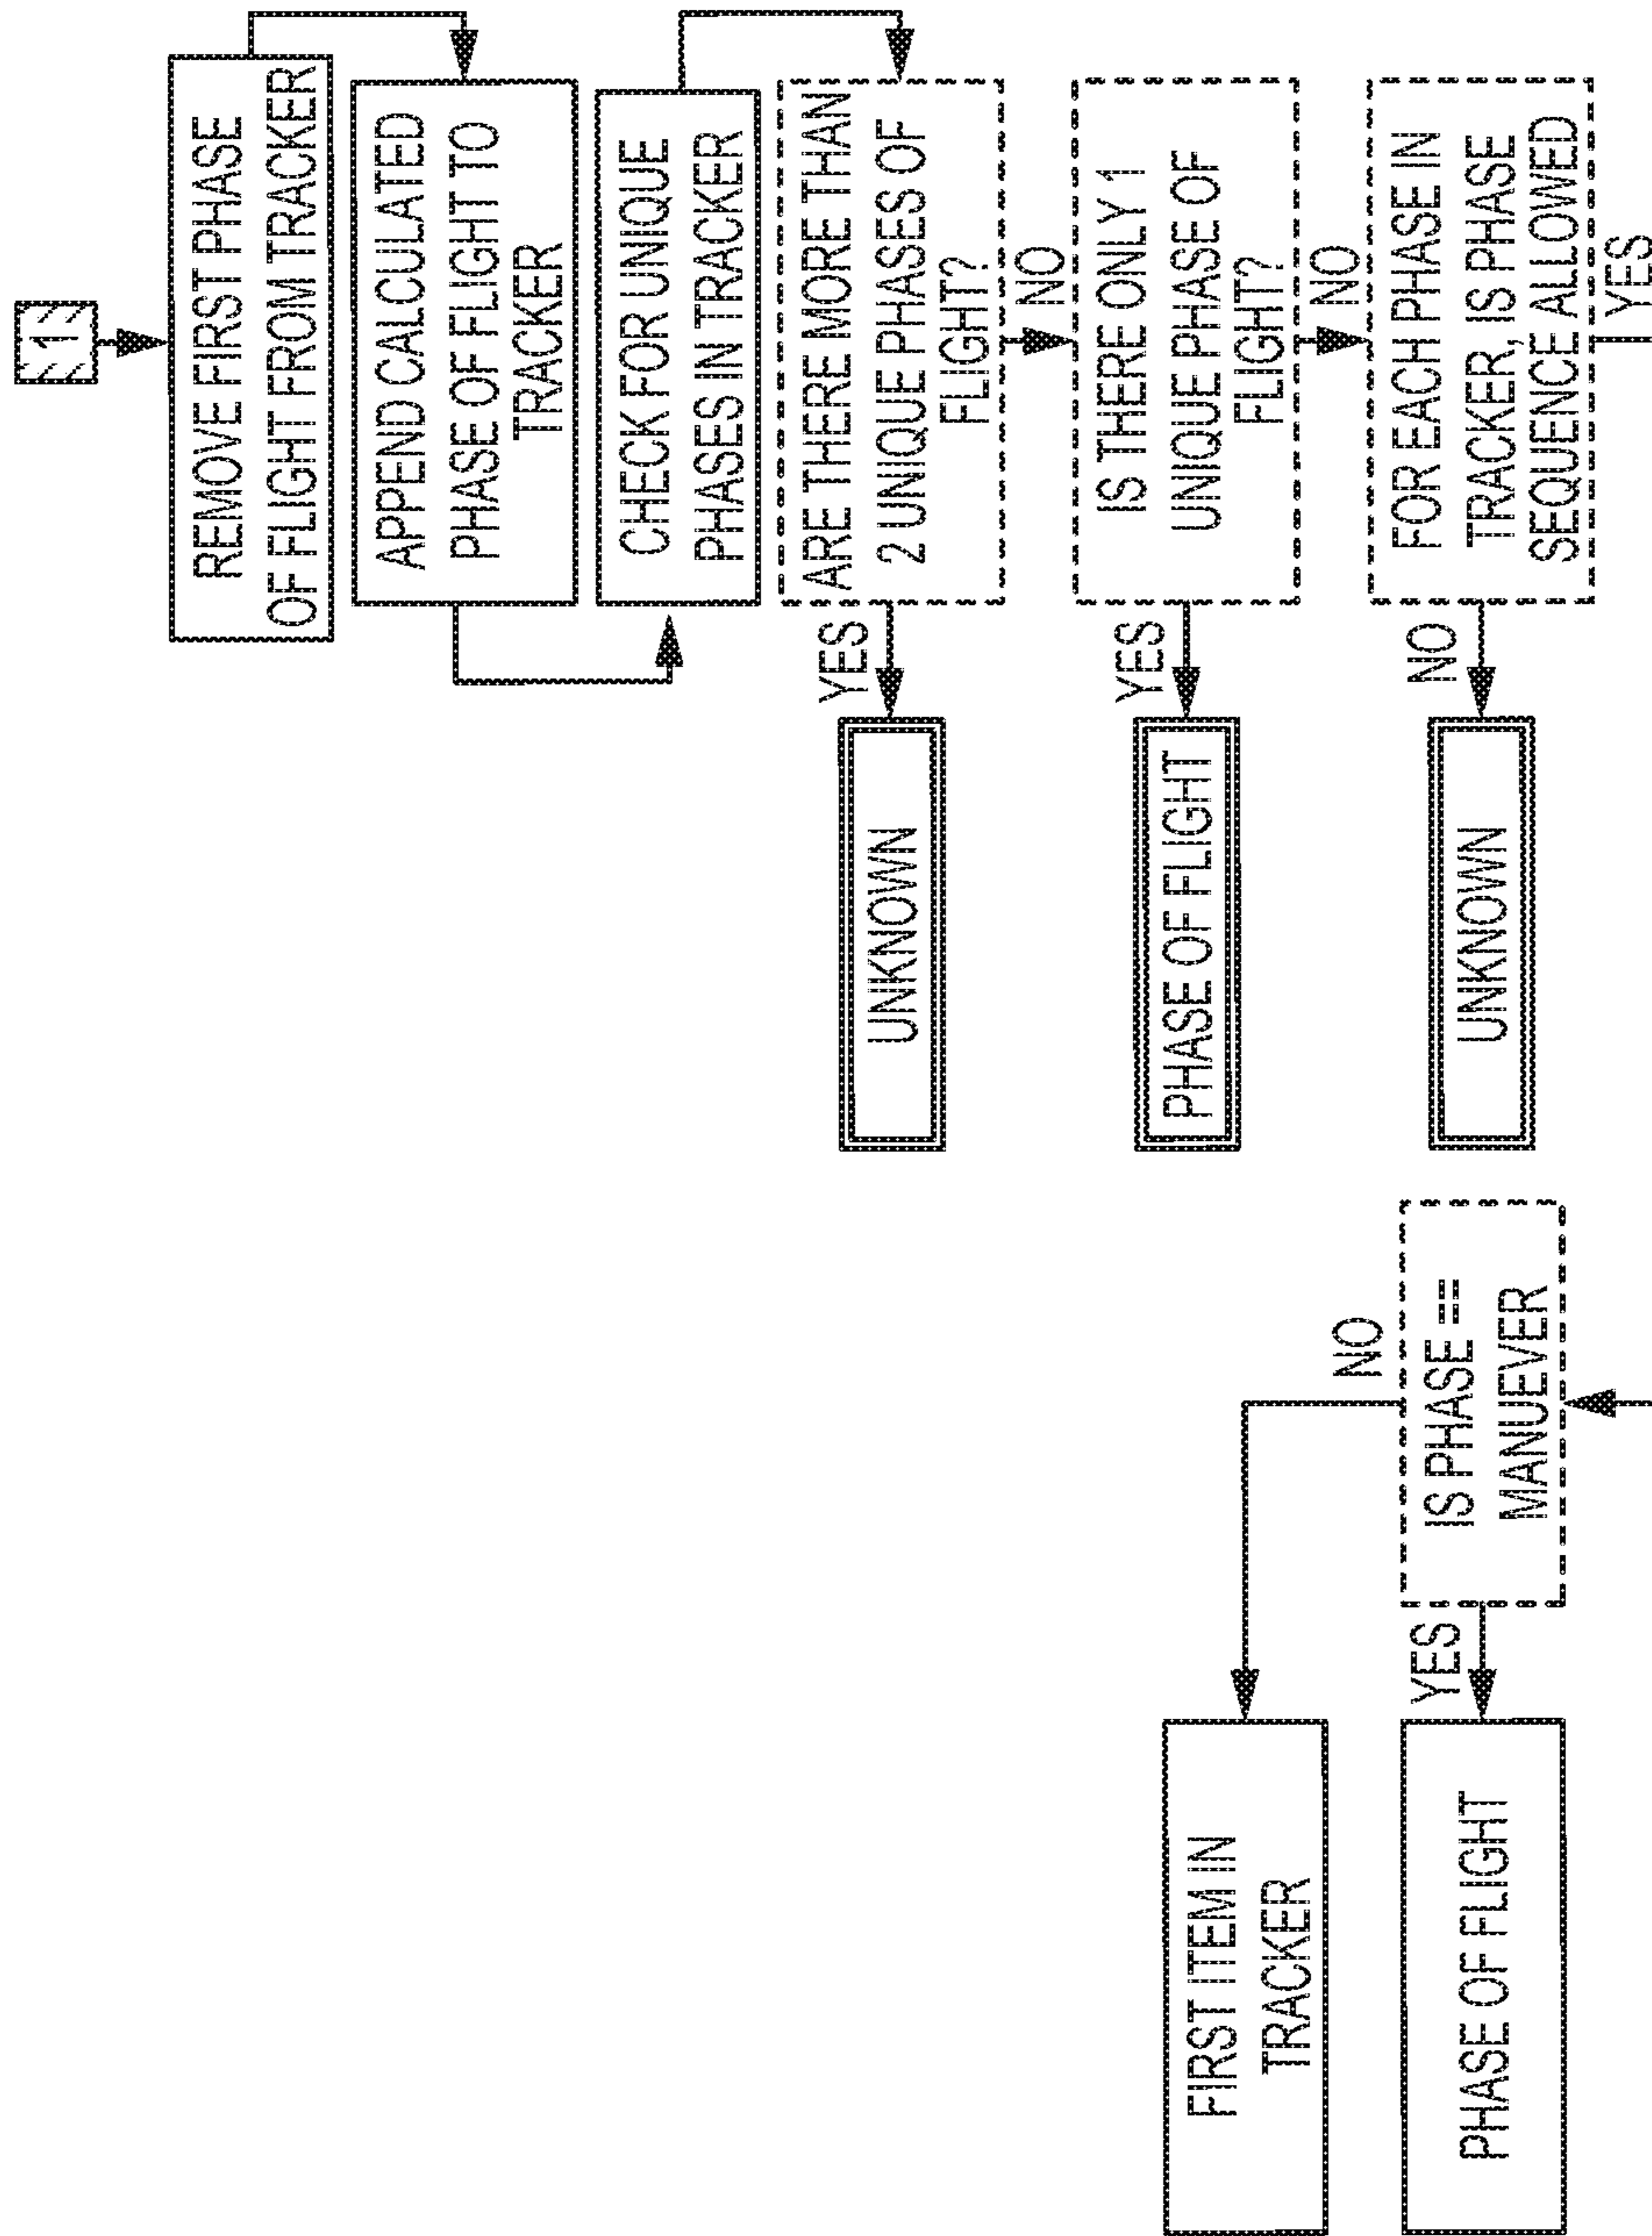 1
REMOVE FIRST PHASE
OF FLIGHT FROM TRACKER
APPEND CALCULATED
PHASE OF FLIGHT TO
TRACKER
CHECK FOR UNIQUE
PHASES IN TRACKER
ARE THERE MORE THAN
2 UNIQUE PHASES OF
FLIGHT?
YES
UNKNOWN
NO
IS THERE ONLY 1
UNIQUE PHASE OF
FLIGHT?
YES
PHASE OF FLIGHT
NO
FOR EACH PHASE IN
TRACKER, IS PHASE
SEQUENCE ALLOWED
NO
UNKNOWN
YES
IS PHASE ==
MANUEVER
NO
FIRST ITEM IN
TRACKER
YES
PHASE OF FLIGHT